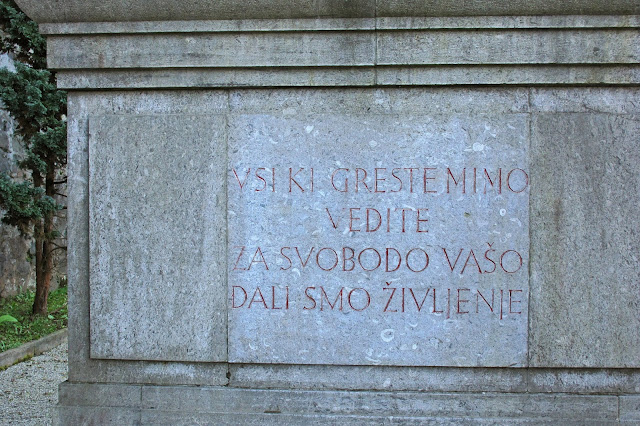 VSI KI GRESTE MIMO
VEDITE
ZA SVOBODO VAŠO
DALI SMO ŽIVLJENJE